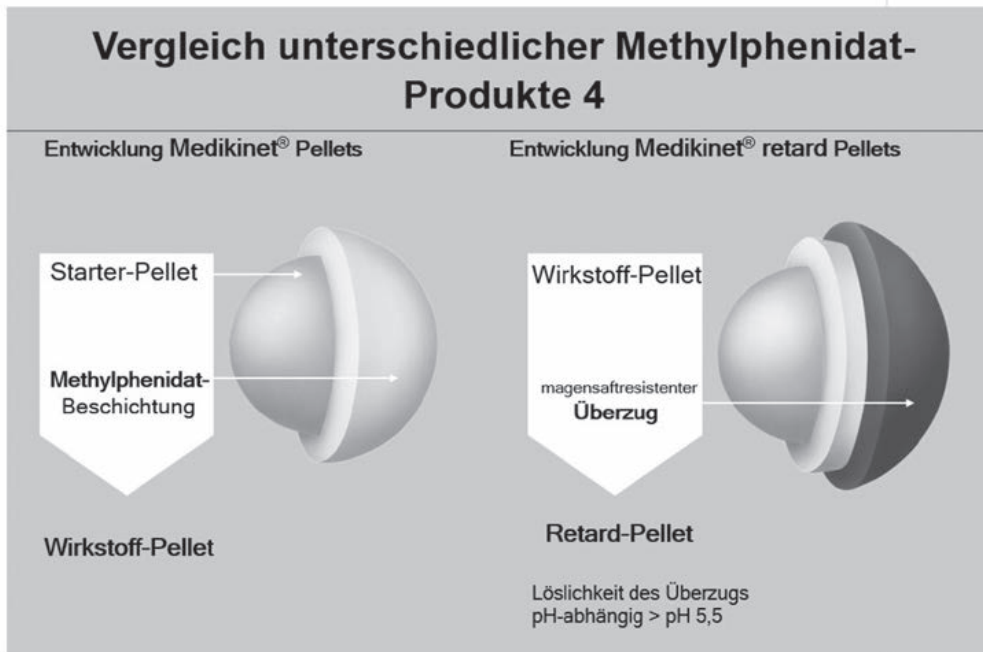 Vergleich unterschiedlicher Methylphenidat-
Produkte 4
Entwicklung Medikinet® Pellets
Starter-Pellet
Methylphenidat-
Beschichtung
Wirkstoff-Pellet
Entwicklung Medikinet® retard Pellets
Wirkstoff-Pellet
magensaftresistenter
Überzug
Retard-Pellet
Löslichkeit des Überzugs
pH-abhängig > pH 5,5